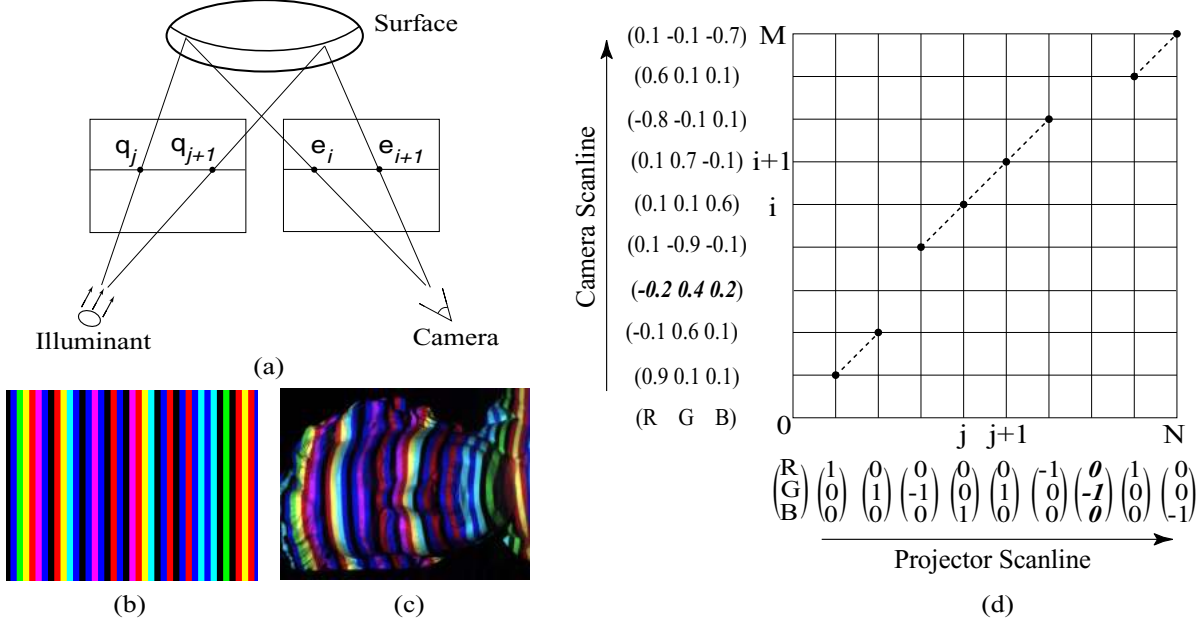 Surface
q_j q_{j+1} e_i e_{i+1}
Illuminant
Camera
(a)
(b)
(c)
Camera Scanline
(0.1 -0.1 -0.7) M
(0.6 0.1 0.1)
(-0.8 -0.1 0.1)
(0.1 0.7 -0.1) i+1
(0.1 0.1 0.6) i
(0.1 -0.9 -0.1)
(-0.2 0.4 0.2)
(-0.1 0.6 0.1)
(0.9 0.1 0.1)
(R G B) 0
j j+1 N
R 1 0 0 0 0 -1 0 1 0
G 0 1 -1 0 1 0 -1 0 0
B 0 0 0 1 0 0 0 0 -1
Projector Scanline
(d)